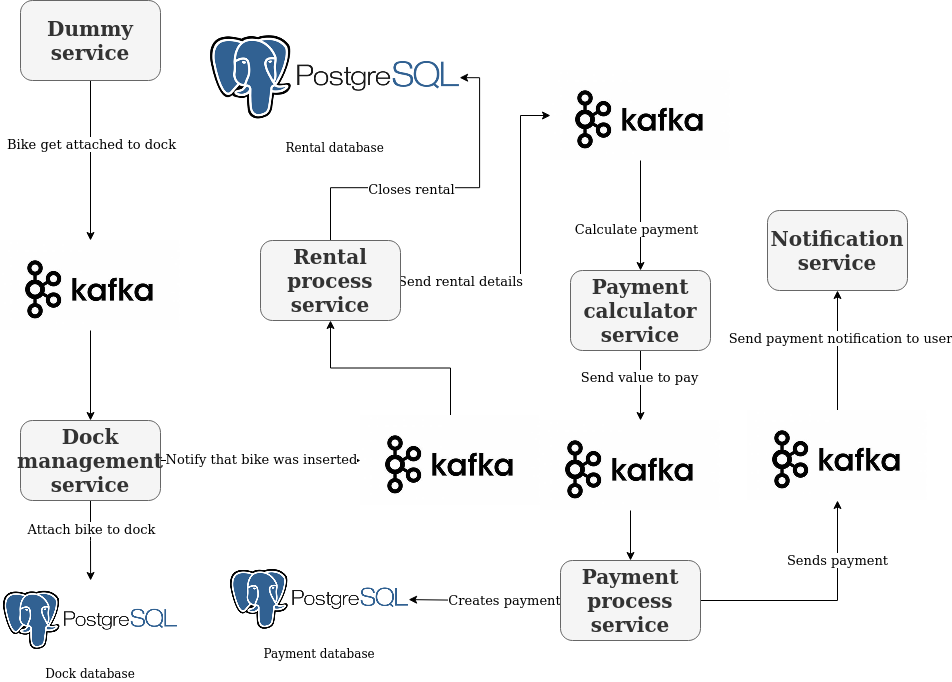 Dummy
service
Bike get attached to dock
kafka
Dock
management
service
Notify that bike was inserted
Attach bike to dock
PostgreSQL
Dock database
PostgreSQL
Rental database
Closes rental
Rental
process
service
Send rental details
kafka
kafka
Calculate payment
Payment
calculator
service
Send value to pay
kafka
Payment
process
service
Creates payment
PostgreSQL
Payment database
Sends payment
kafka
Send payment notification to user
Notification
service